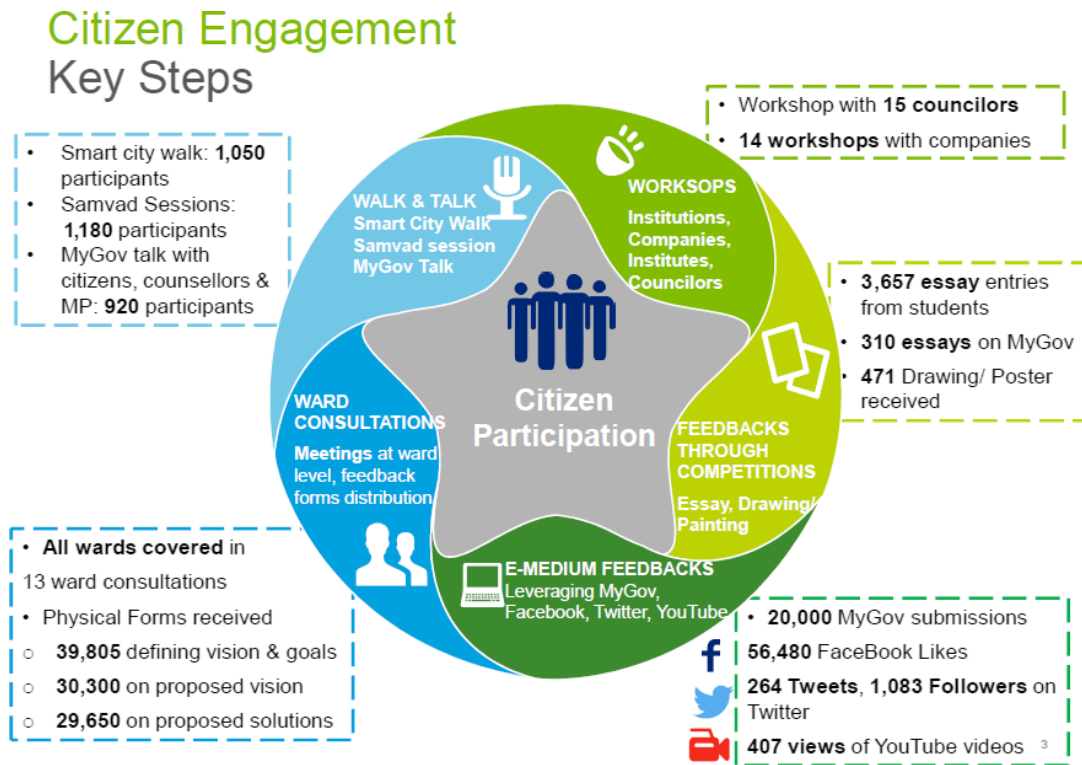 Citizen Engagement
Key Steps
• Smart city walk: 1,050
participants
• Samvad Sessions:
1,180 participants
• MyGov talk with
citizens, counsellors &
MP: 920 participants
WALK & TALK
Smart City Walk
Samvad session
MyGov Talk
WORKSOPS
Institutions,
Companies,
Institutes,
Councilors
• Workshop with 15 councilors
• 14 workshops with companies
• 3,657 essay entries
from students
• 310 essays on MyGov
• 471 Drawing/ Poster
received
Citizen
Participation
WARD
CONSULTATIONS
Meetings at ward
level, feedback
forms distribution
FEEDBACKS
THROUGH
COMPETITIONS
Essay, Drawing/
Painting
E-MEDIUM FEEDBACKS
Leveraging MyGov,
Facebook, Twitter, YouTube
• All wards covered in
13 ward consultations
• Physical Forms received
o 39,805 defining vision & goals
o 30,300 on proposed vision
o 29,650 on proposed solutions
• 20,000 MyGov submissions
f
56,480 FaceBook Likes
264 Tweets, 1,083 Followers on
Twitter
407 views of YouTube videos
3